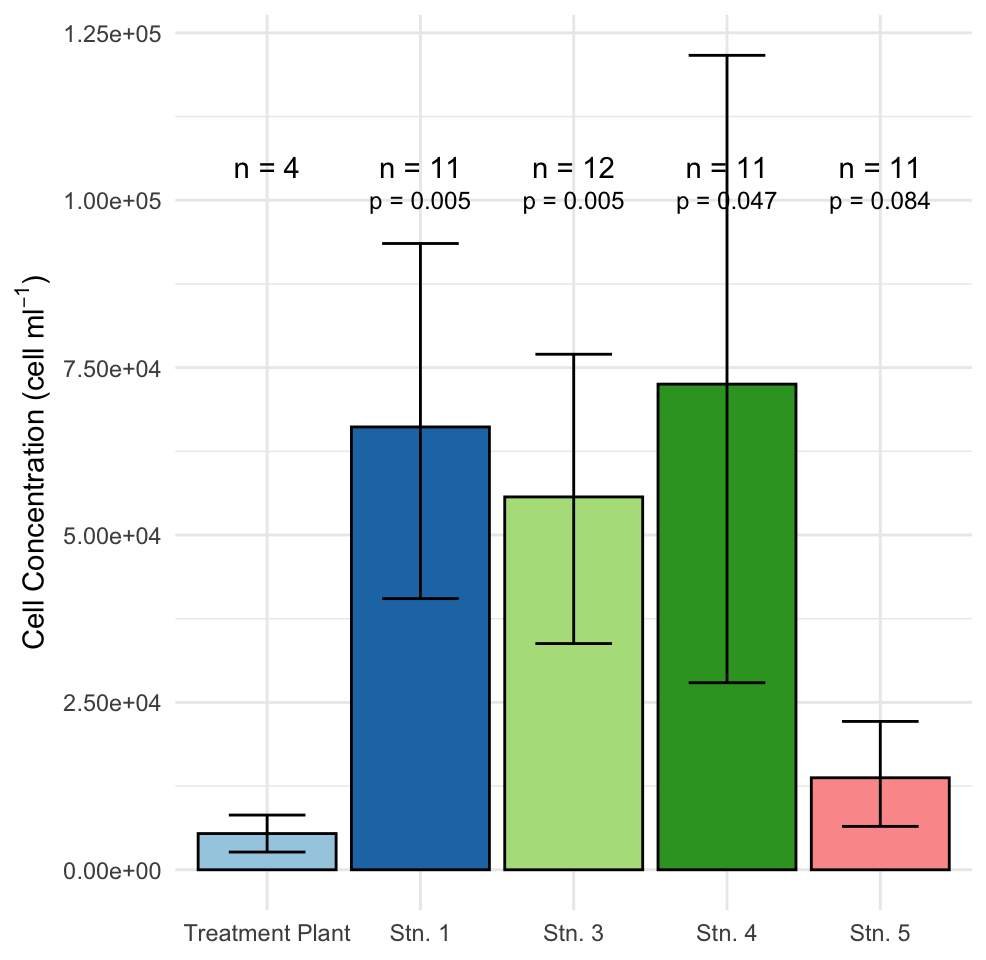 1.25e+05
n = 4
n = 11
n = 12
n = 11
n = 11
p = 0.005
p = 0.005
p = 0.047
p = 0.084
1.00e+05
7.50e+04
5.00e+04
2.50e+04
0.00e+00
Cell Concentration (cell ml⁻¹)
Treatment Plant
Stn. 1
Stn. 3
Stn. 4
Stn. 5